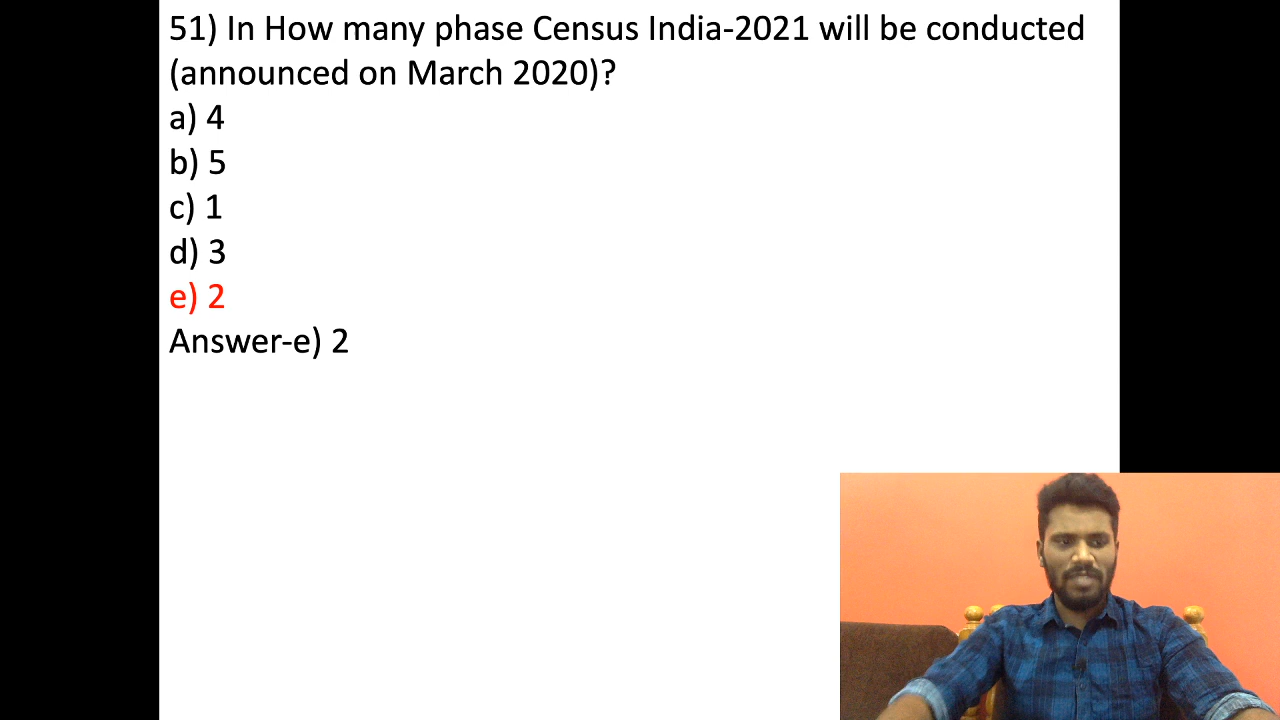 51) In How many phase Census India-2021 will be conducted
(announced on March 2020)?
a) 4
b) 5
c) 1
d) 3
e) 2
Answer-e) 2